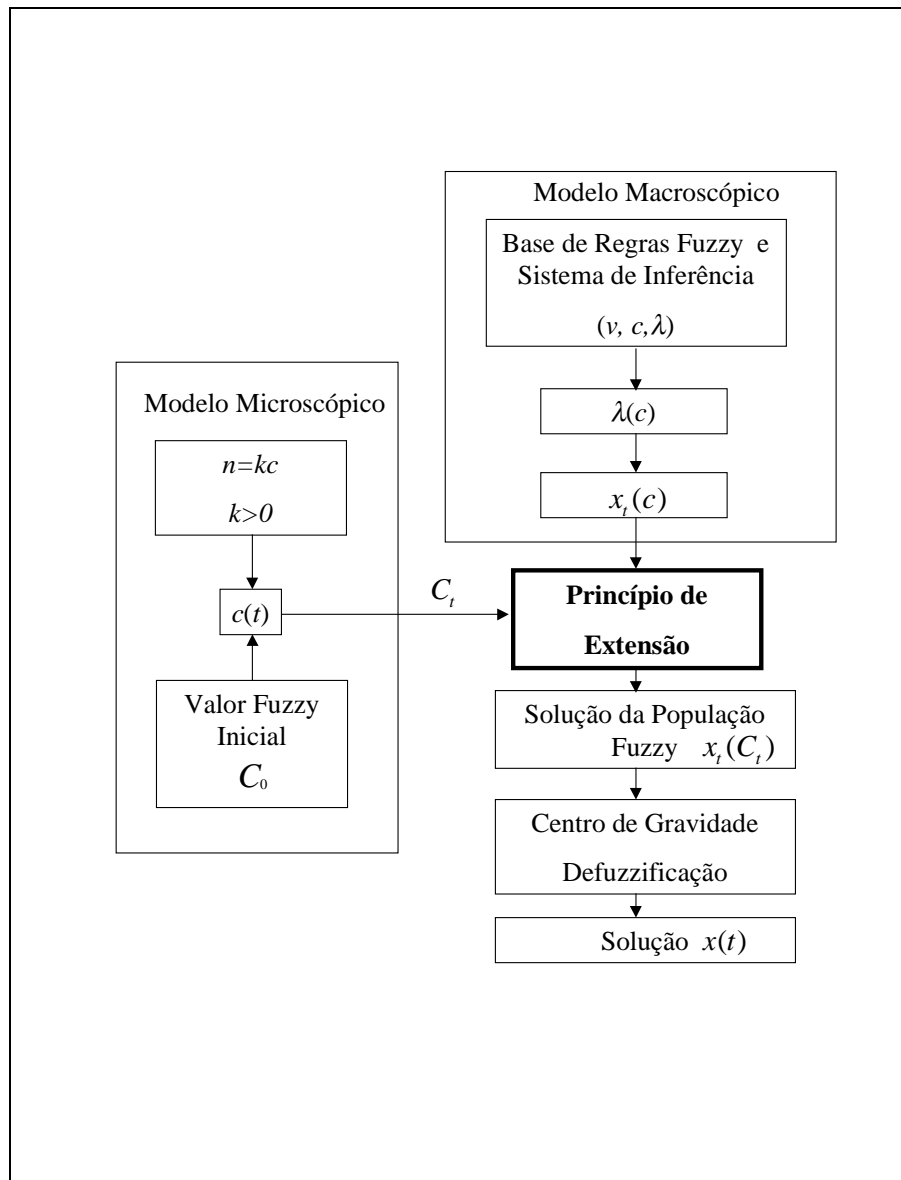 Modelo Macroscópico
Base de Regras Fuzzy e
Sistema de Inferência
(v, c,λ)
λ(c)
x_t(c)
Modelo Microscópico
n=kc
k>0
c(t)
Valor Fuzzy
Inicial
C₀
C_t
Princípio de
Extensão
Solução da População
Fuzzy x_t(C_t)
Centro de Gravidade
Defuzzificação
Solução x(t)